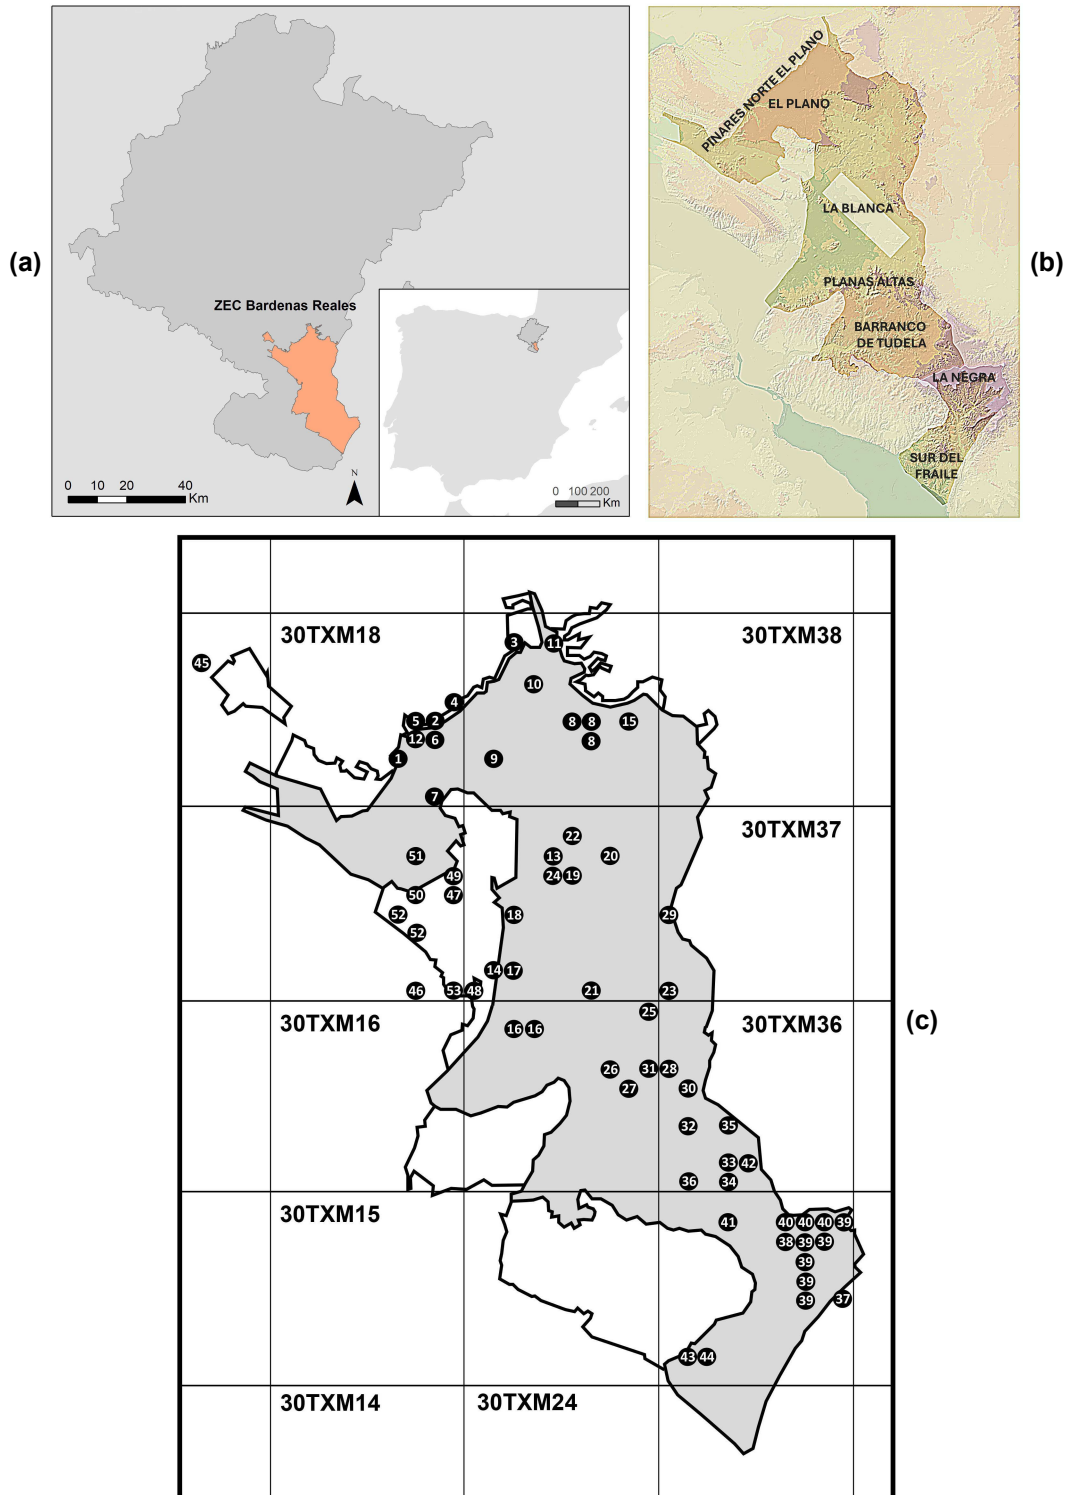 (a)
ZEC Bardenas Reales
0 10 20 40
Km
N
0 100 200
Km
(b)
PINARES NORTE EL PLANO
EL PLANO
LA BLANCA
PLANAS ALTAS
BARRANCO
DE TUDELA
LA NEGRA
SUR DEL
FRAILE
(c)
30TXM18 30TXM38
3 11
45
10
4
5 2 8 8 15
12 6 8
1 9
7
30TXM37
22
51 13 20
49 24 19
50 47
52 18 29
52
14 17
46 53 48 21 23
30TXM16 25 30TXM36
16 16
26 31 28
27 30
32 35
33 42
36 34
30TXM15
41 40 40 40 39
38 39 39
39
39
39 37
43 44
30TXM14 30TXM24